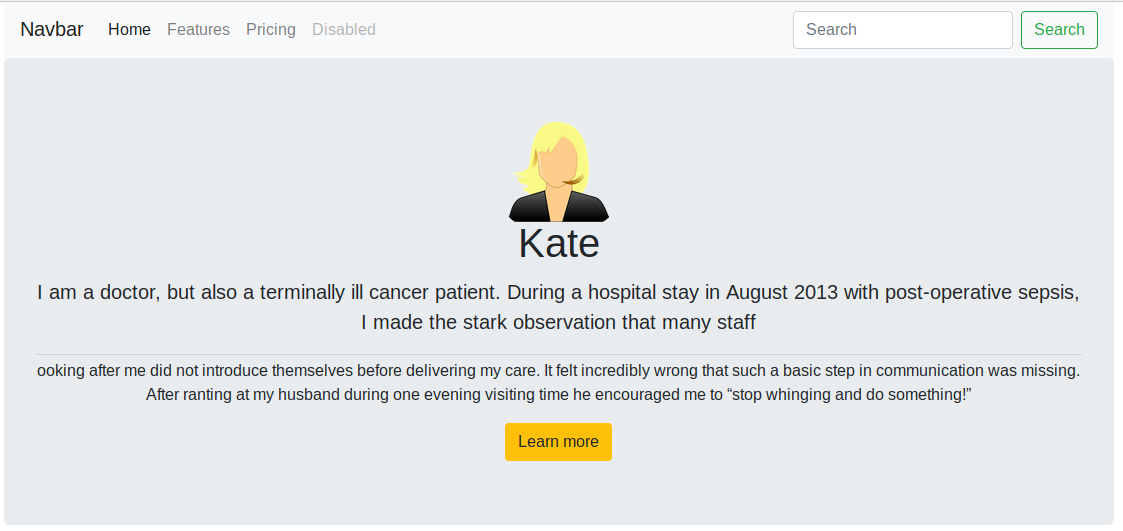 Navbar Home Features Pricing Disabled Search Search
Kate
I am a doctor, but also a terminally ill cancer patient. During a hospital stay in August 2013 with post-operative sepsis,
I made the stark observation that many staff
ooking after me did not introduce themselves before delivering my care. It felt incredibly wrong that such a basic step in communication was missing.
After ranting at my husband during one evening visiting time he encouraged me to “stop whinging and do something!”
Learn more